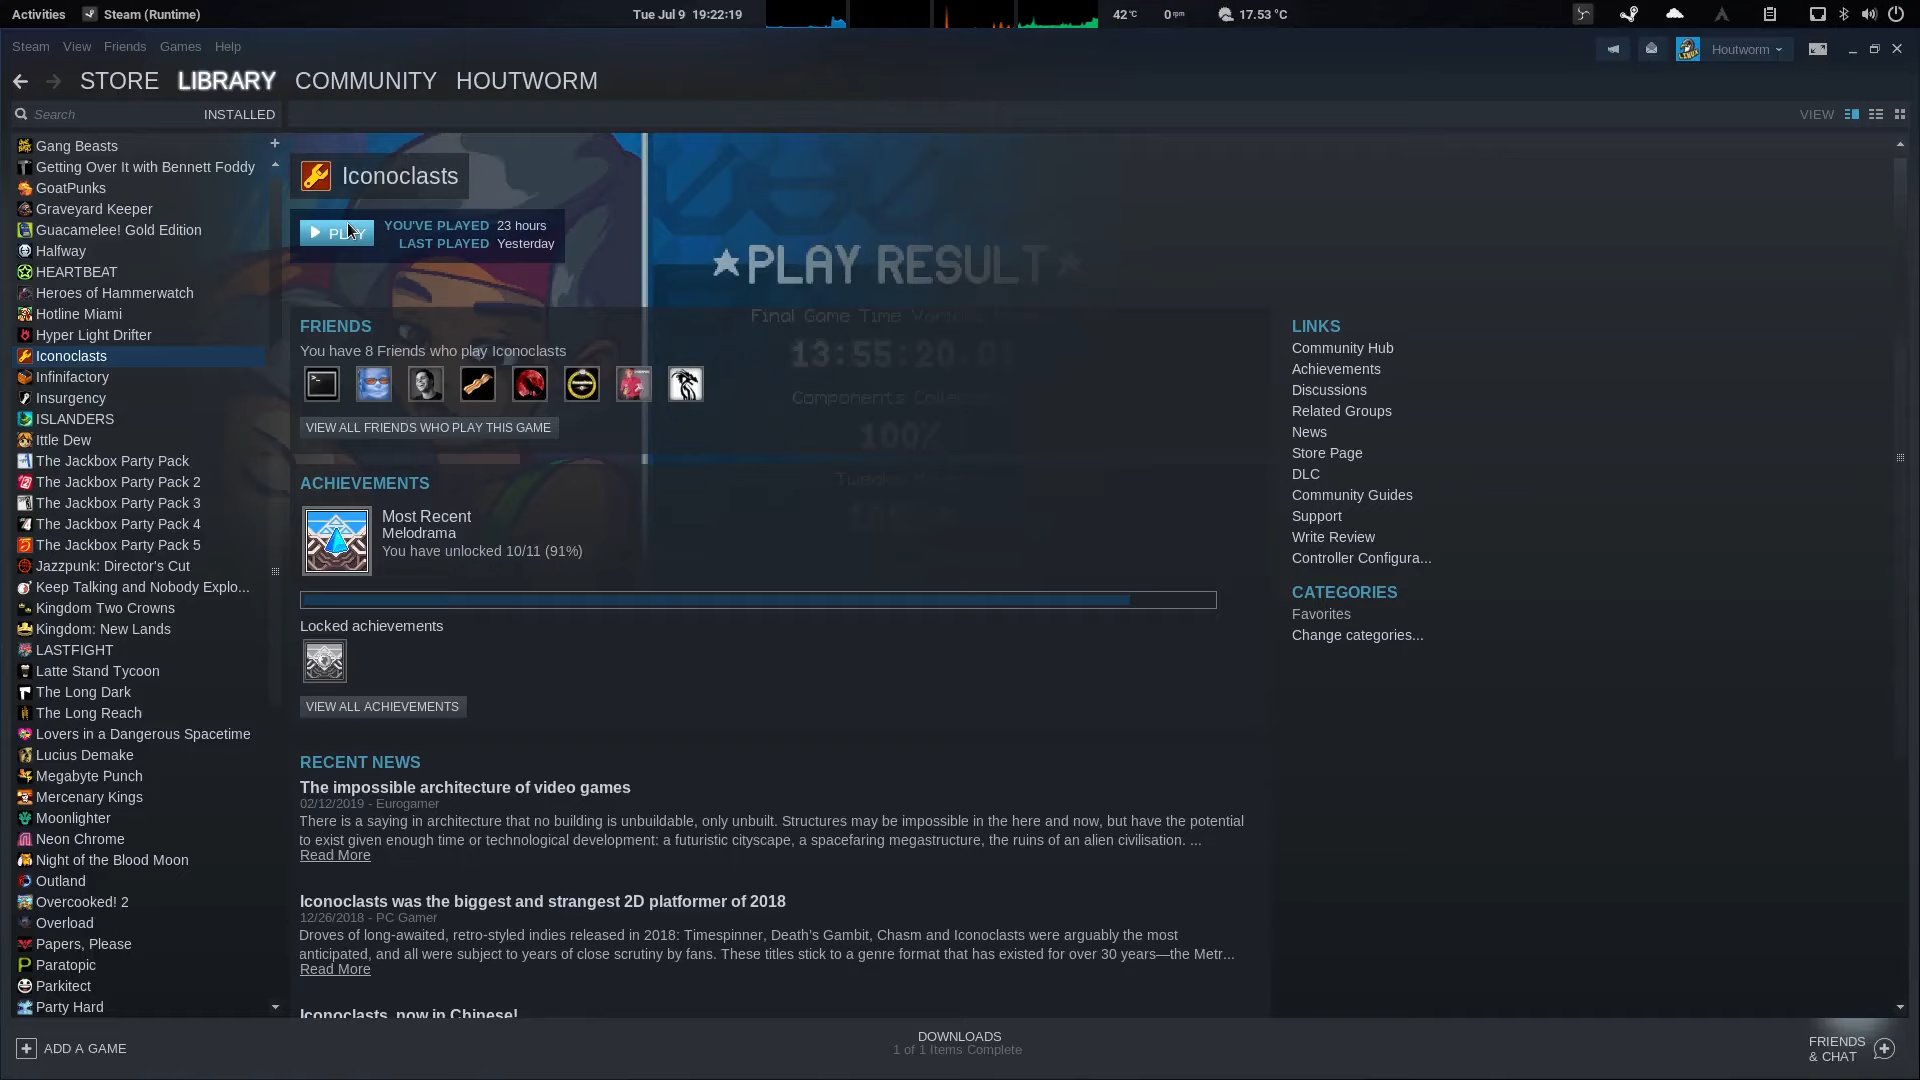 Activities
Steam (Runtime)
Tue Jul 9 19:22:19
42°C
0rpm
17.53 °C
Steam View Friends Games Help
Houtworm
STORE LIBRARY COMMUNITY HOUTWORM
Search
INSTALLED
VIEW
Gang Beasts
Getting Over It with Bennett Foddy
GoatPunks
Graveyard Keeper
Guacamelee! Gold Edition
Halfway
HEARTBEAT
Heroes of Hammerwatch
Hotline Miami
Hyper Light Drifter
Iconoclasts
Infinifactory
Insurgency
ISLANDERS
Ittle Dew
The Jackbox Party Pack
The Jackbox Party Pack 2
The Jackbox Party Pack 3
The Jackbox Party Pack 4
The Jackbox Party Pack 5
Jazzpunk: Director's Cut
Keep Talking and Nobody Explo...
Kingdom Two Crowns
Kingdom: New Lands
LASTFIGHT
Latte Stand Tycoon
The Long Dark
The Long Reach
Lovers in a Dangerous Spacetime
Lucius Demake
Megabyte Punch
Mercenary Kings
Moonlighter
Neon Chrome
Night of the Blood Moon
Outland
Overcooked! 2
Overload
Papers, Please
Paratopic
Parkitect
Party Hard
Iconoclasts
PLAY
YOU'VE PLAYED 23 hours
LAST PLAYED Yesterday
★PLAY RESULT★
Final Game Time
13:55:20
Components
100%
FRIENDS
You have 8 Friends who play Iconoclasts
VIEW ALL FRIENDS WHO PLAY THIS GAME
ACHIEVEMENTS
Most Recent
Melodrama
You have unlocked 10/11 (91%)
Locked achievements
VIEW ALL ACHIEVEMENTS
RECENT NEWS
The impossible architecture of video games
02/12/2019 - Eurogamer
There is a saying in architecture that no building is unbuildable, only unbuilt. Structures may be impossible in the here and now, but have the potential
to exist given enough time or technological development: a futuristic cityscape, a spacefaring megastructure, the ruins of an alien civilisation. ...
Read More
Iconoclasts was the biggest and strangest 2D platformer of 2018
12/26/2018 - PC Gamer
Droves of long-awaited, retro-styled indies released in 2018: Timespinner, Death's Gambit, Chasm and Iconoclasts were arguably the most
anticipated, and all were subject to years of close scrutiny by fans. These titles stick to a genre format that has existed for over 30 years—the Metr...
Read More
Iconoclasts, now in Chinese!
LINKS
Community Hub
Achievements
Discussions
Related Groups
News
Store Page
DLC
Community Guides
Support
Write Review
Controller Configura...
CATEGORIES
Favorites
Change categories...
ADD A GAME
DOWNLOADS
1 of 1 Items Complete
FRIENDS
& CHAT